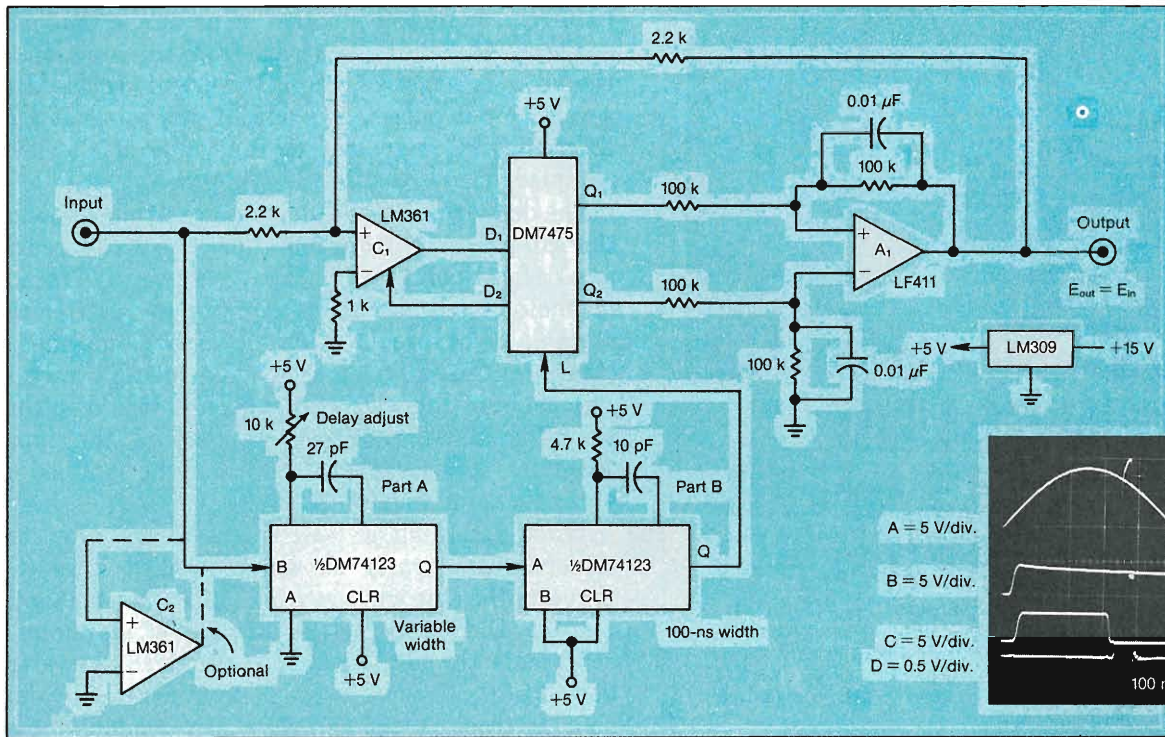 2.2 k
+5 V
0.01 µF
100 k
Input
2.2 k
LM361
C1
+
−
D1
D2
DM7475
Q1
Q2
100 k
100 k
+
−
A1
LF411
Output
Eout = Ein
1 k
L
100 k
0.01 µF
+5 V
LM309
+15 V
+5 V
10 k
Delay adjust
27 pF
Part A
+5 V
4.7 k
10 pF
Part B
B
½DM74123
Q
A
CLR
Variable width
+5 V
A
½DM74123
Q
B
CLR
100-ns width
+5 V
C2
+
LM361
−
Optional
A = 5 V/div.
B = 5 V/div.
C = 5 V/div.
D = 0.5 V/div.
100